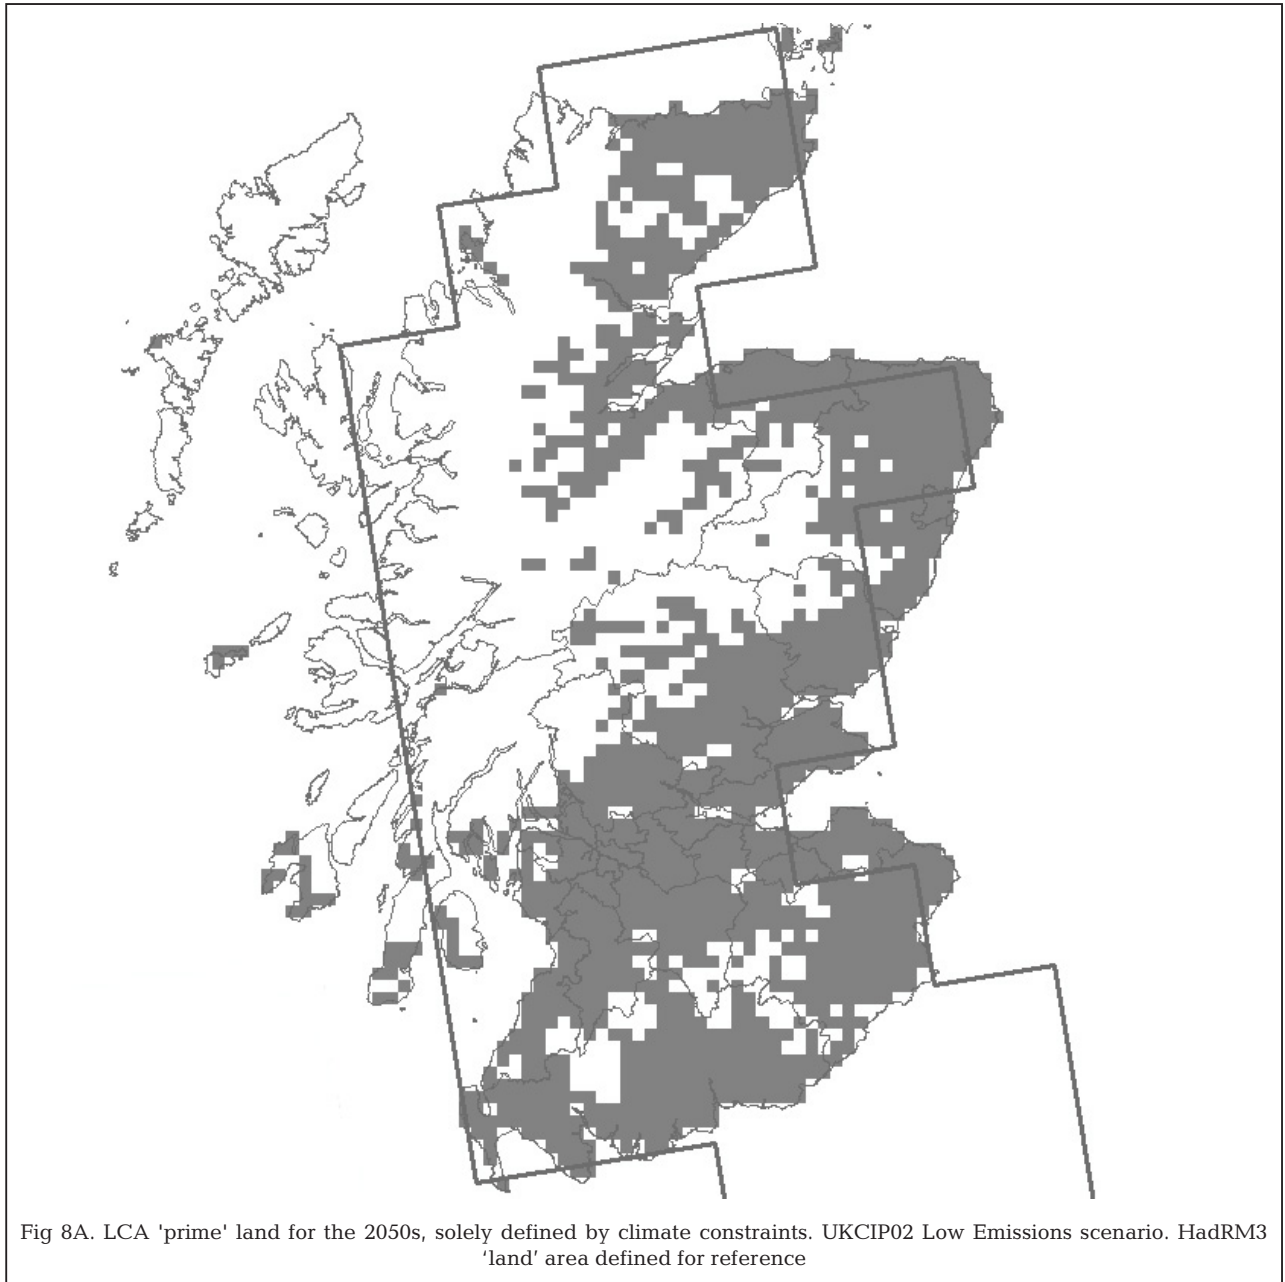 Fig 8A. LCA 'prime' land for the 2050s, solely defined by climate constraints. UKCIP02 Low Emissions scenario. HadRM3
‘land’ area defined for reference